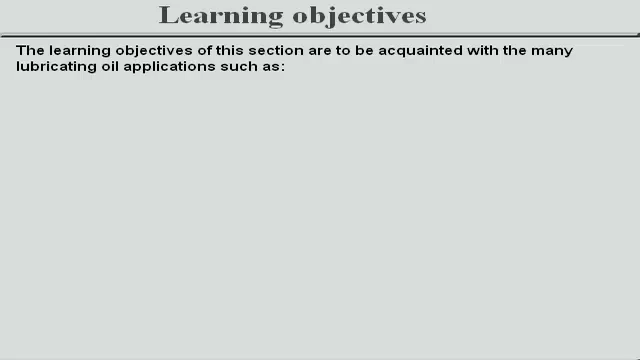 Learning objectives
The learning objectives of this section are to be acquainted with the many
lubricating oil applications such as: